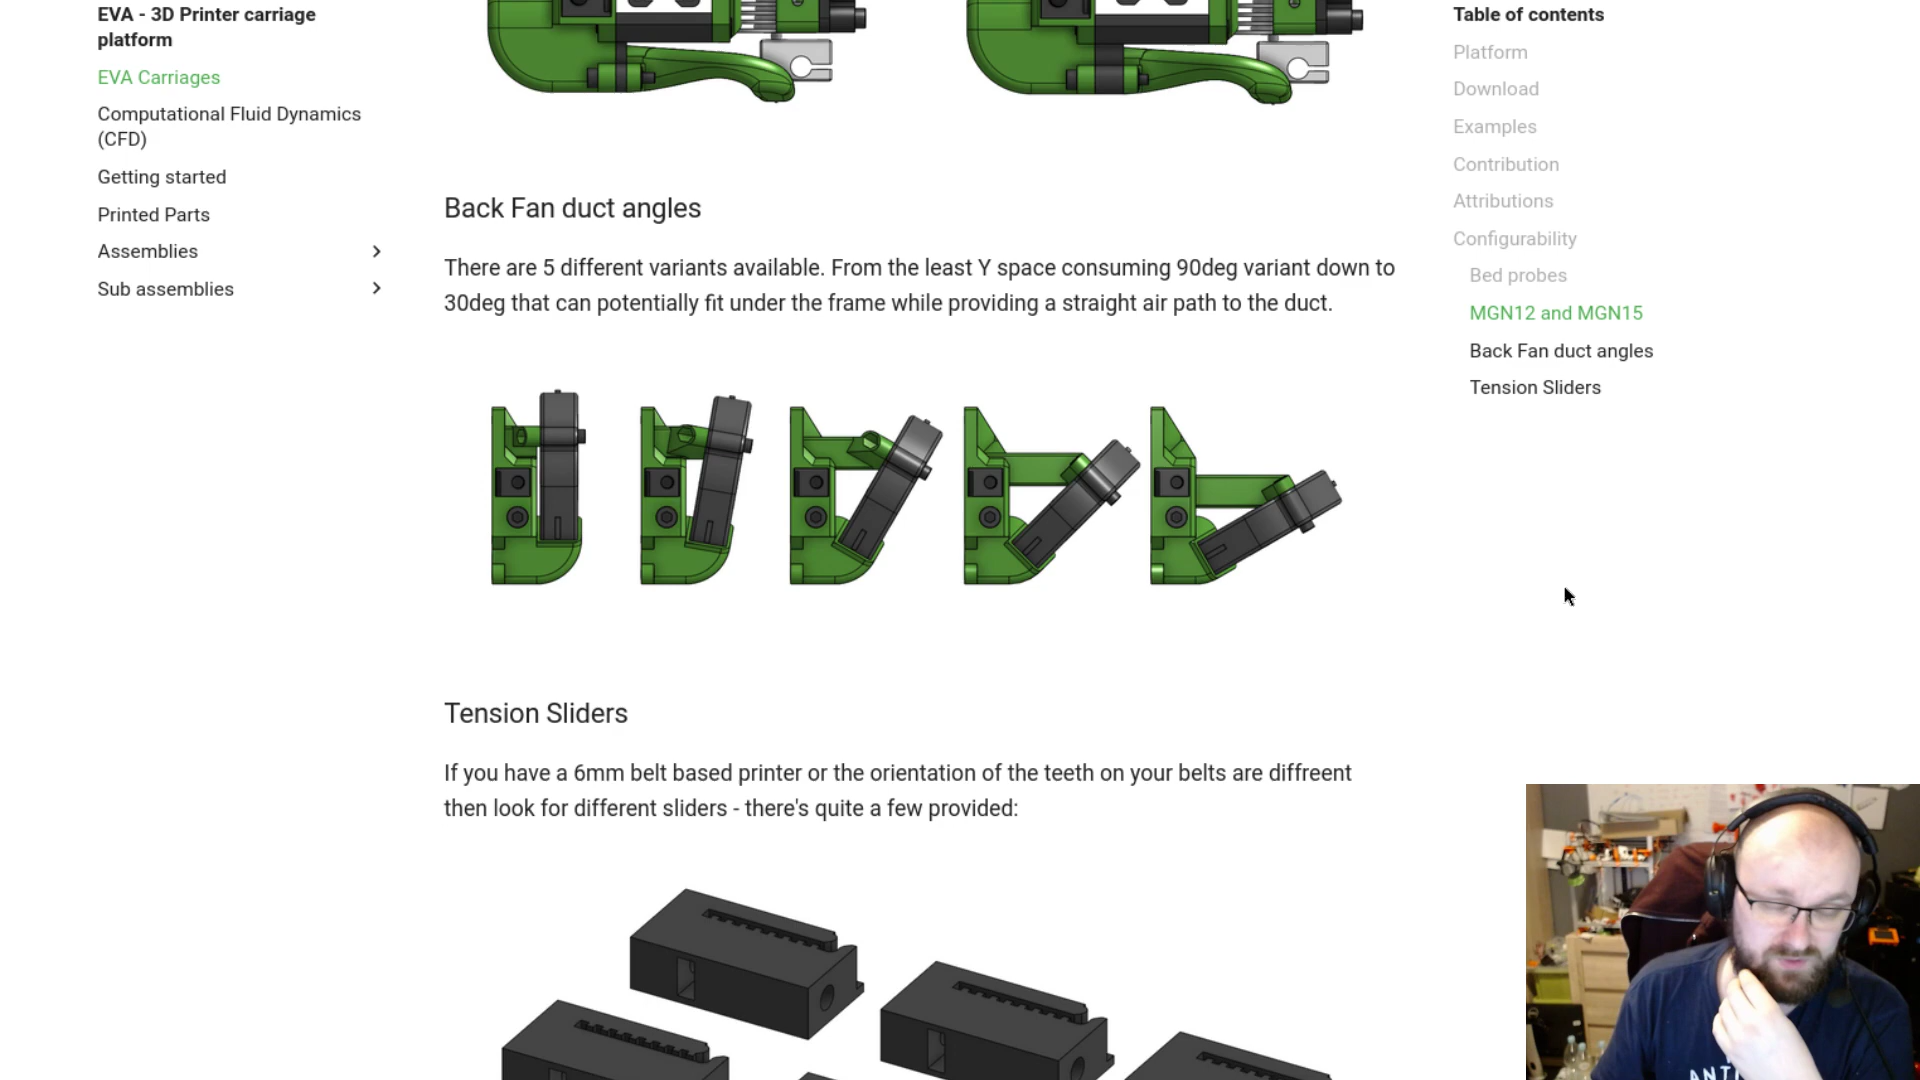 EVA - 3D Printer carriage
platform
EVA Carriages
Computational Fluid Dynamics
(CFD)
Getting started
Printed Parts
Assemblies
Sub assemblies
Back Fan duct angles
There are 5 different variants available. From the least Y space consuming 90deg variant down to
30deg that can potentially fit under the frame while providing a straight air path to the duct.
Tension Sliders
If you have a 6mm belt based printer or the orientation of the teeth on your belts are diffreent
then look for different sliders - there's quite a few provided:
Table of contents
Platform
Download
Examples
Contribution
Attributions
Configurability
Bed probes
MGN12 and MGN15
Back Fan duct angles
Tension Sliders